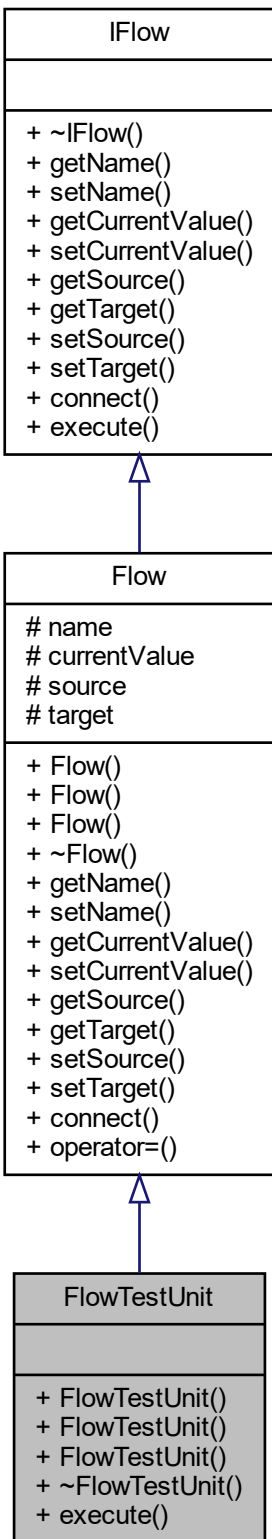 IFlow
+ ~IFlow()
+ getName()
+ setName()
+ getCurrentValue()
+ setCurrentValue()
+ getSource()
+ getTarget()
+ setSource()
+ setTarget()
+ connect()
+ execute()
Flow
# name
# currentValue
# source
# target
+ Flow()
+ Flow()
+ Flow()
+ ~Flow()
+ getName()
+ setName()
+ getCurrentValue()
+ setCurrentValue()
+ getSource()
+ getTarget()
+ setSource()
+ setTarget()
+ connect()
+ operator=()
FlowTestUnit
+ FlowTestUnit()
+ FlowTestUnit()
+ FlowTestUnit()
+ ~FlowTestUnit()
+ execute()